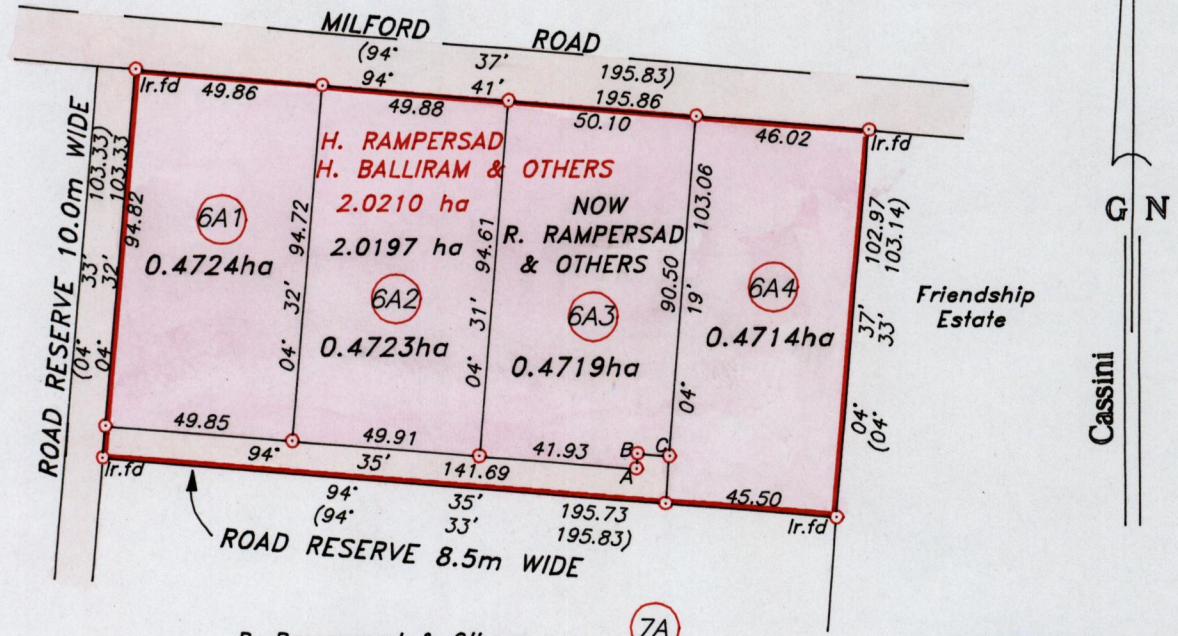 MILFORD ROAD
(94° 37' 195.83)
94° 41' 195.86
Ir.fd
49.86
49.88
50.10
46.02
Ir.fd
ROAD RESERVE 10.0m WIDE
(04° 33' 103.33)
04° 32' 103.33
94.82
6A1
0.4724ha
04° 32' 94.72
H. RAMPERSAD
H. BALLIRAM & OTHERS
2.0210 ha
2.0197 ha
6A2
0.4723ha
04° 31' 94.61
NOW
R. RAMPERSAD
& OTHERS
6A3
0.4719ha
90.50
04° 19' 103.06
6A4
0.4714ha
04° 37' 102.97
(04° 33' 103.14)
Friendship
Estate
G N
Cassini
49.85
49.91
41.93
B
C
A
94° 35' 141.69
Ir.fd
94° 35' 195.73
(94° 33' 195.83)
45.50
Ir.fd
ROAD RESERVE 8.5m WIDE
7A